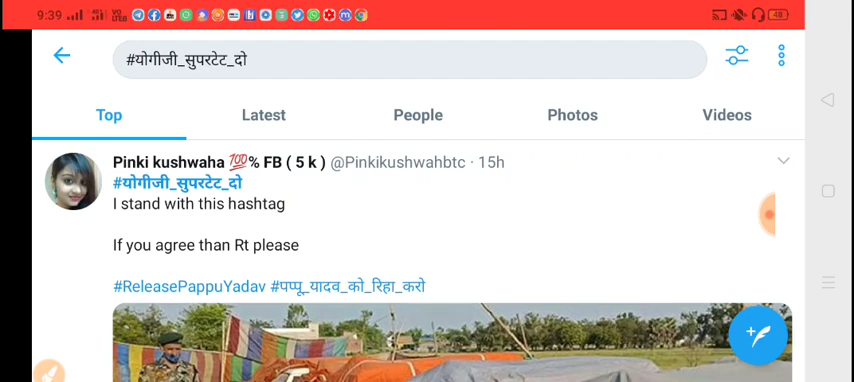 9:39
#योगीजी_सुपरटेट_दो
Top Latest People Photos Videos
Pinki kushwaha 💯% FB ( 5 k ) @Pinkikushwahbtc · 15h
#योगीजी_सुपरटेट_दो
I stand with this hashtag
If you agree than Rt please
#ReleasePappuYadav #पप्पू_यादव_को_रिहा_करो